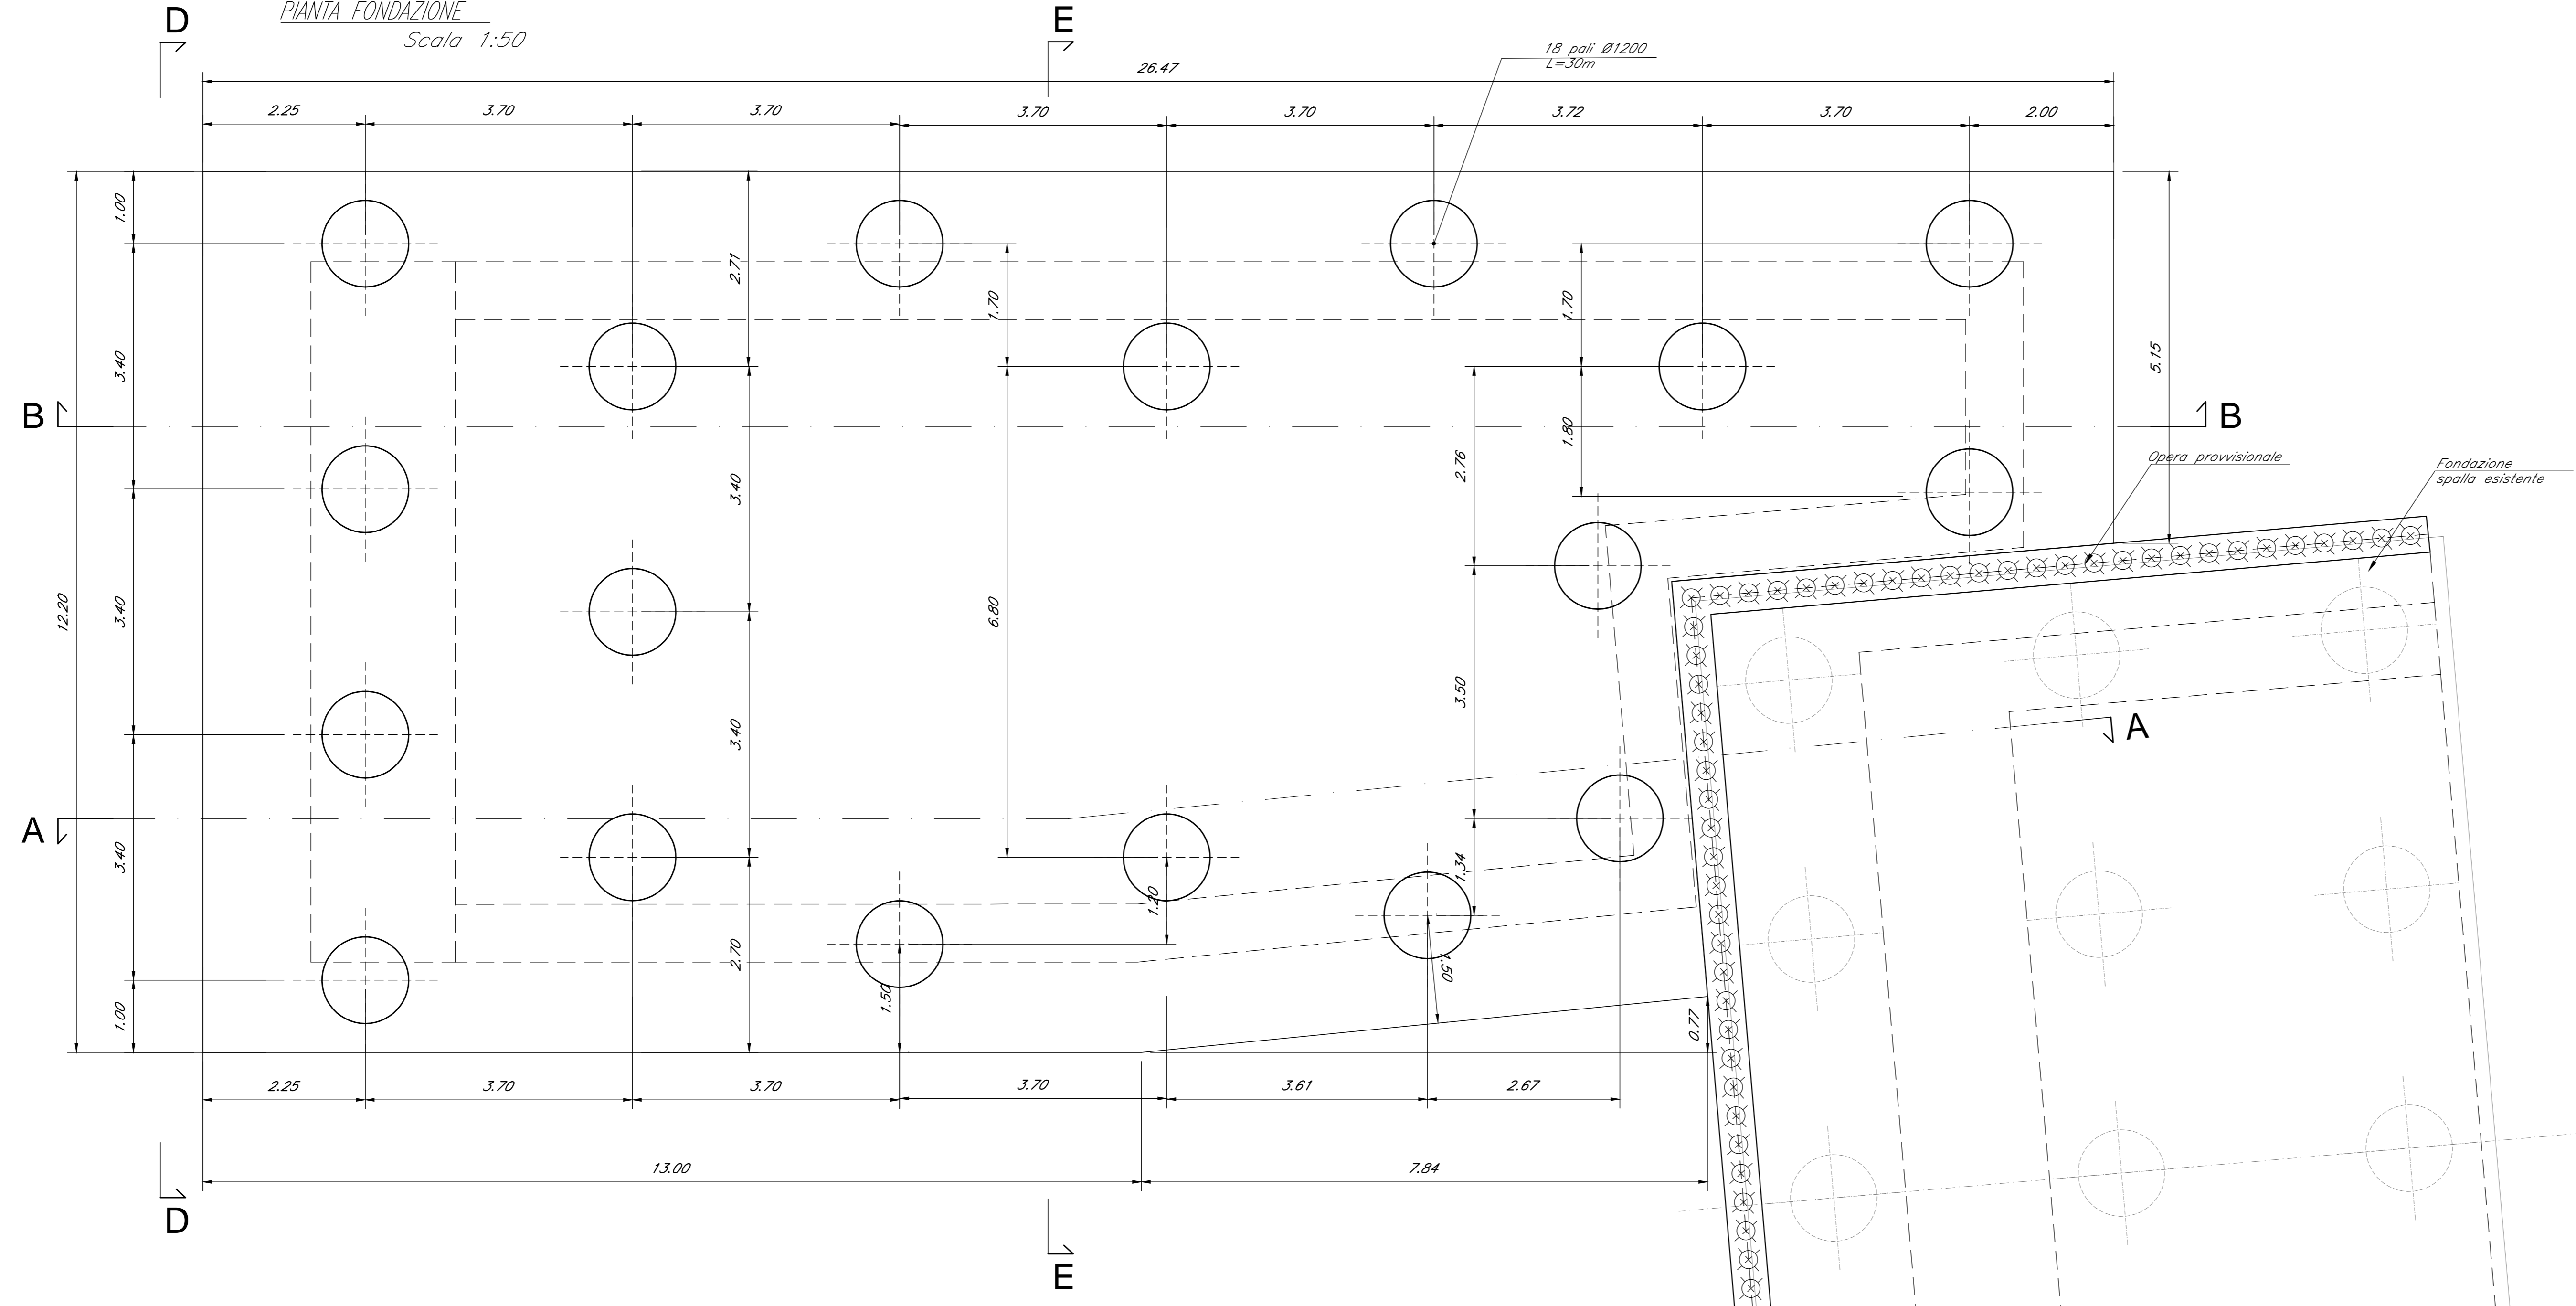 D
PIANTA FONDAZIONE
Scala 1:50
E
18 pali Ø1200
L=30m
26.47
2.25
3.70
3.70
3.70
3.70
3.72
3.70
2.00
1.00
2.71
1.70
1.70
5.15
3.40
3.40
1.80
2.76
B
B
Opera provvisionale
Fondazione
spalla esistente
12.20
3.40
6.80
3.50
3.40
A
A
3.40
1.34
1.20
2.70
1.50
1.50
1.00
0.77
2.25
3.70
3.70
3.70
3.61
2.67
13.00
7.84
D
E